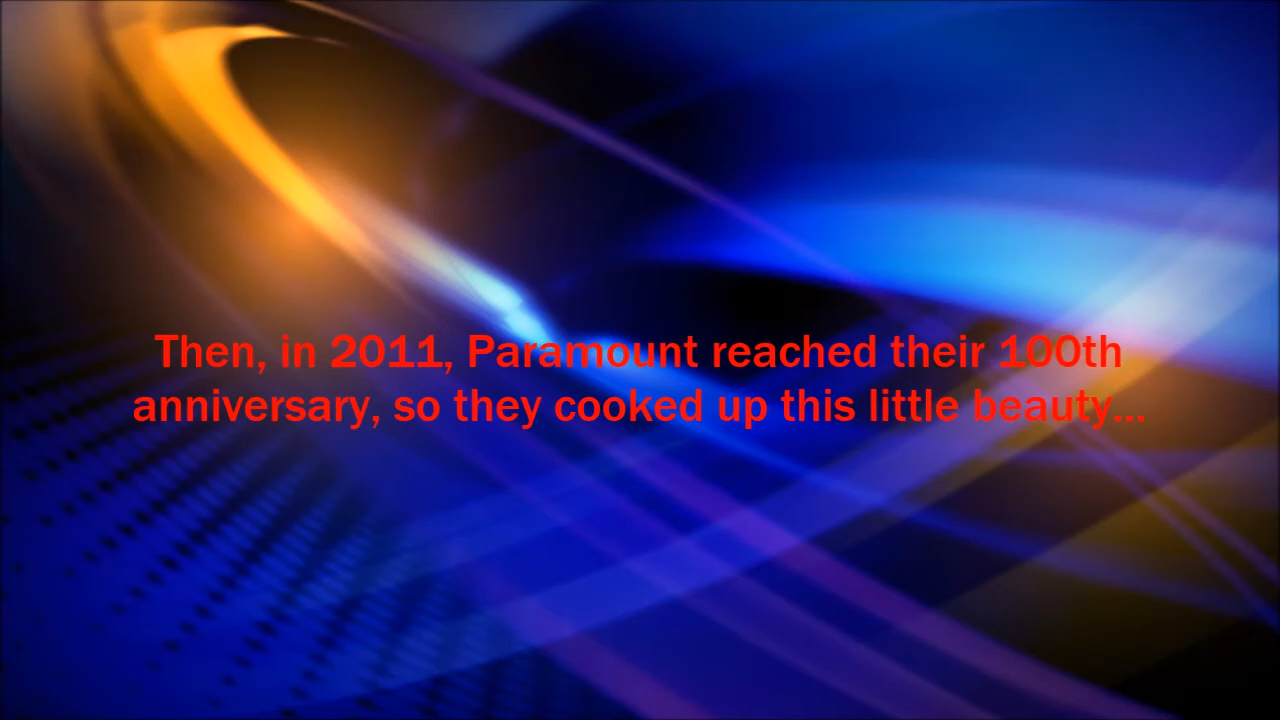 Then, in 2011, Paramount reached their 100th
anniversary, so they cooked up this little beauty...